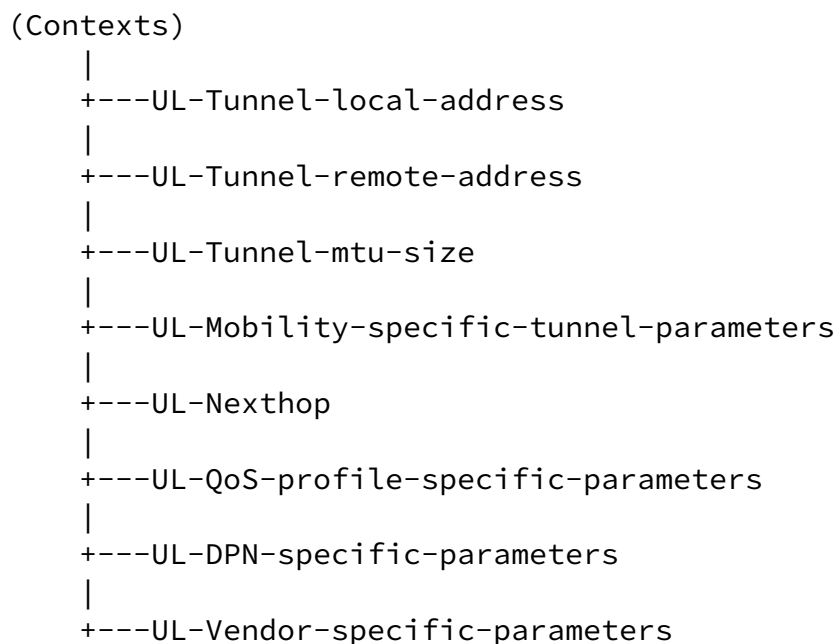 (Contexts)
|
+---UL-Tunnel-local-address
|
+---UL-Tunnel-remote-address
|
+---UL-Tunnel-mtu-size
|
+---UL-Mobility-specific-tunnel-parameters
|
+---UL-Nexthop
|
+---UL-QoS-profile-specific-parameters
|
+---UL-DPN-specific-parameters
|
+---UL-Vendor-specific-parameters